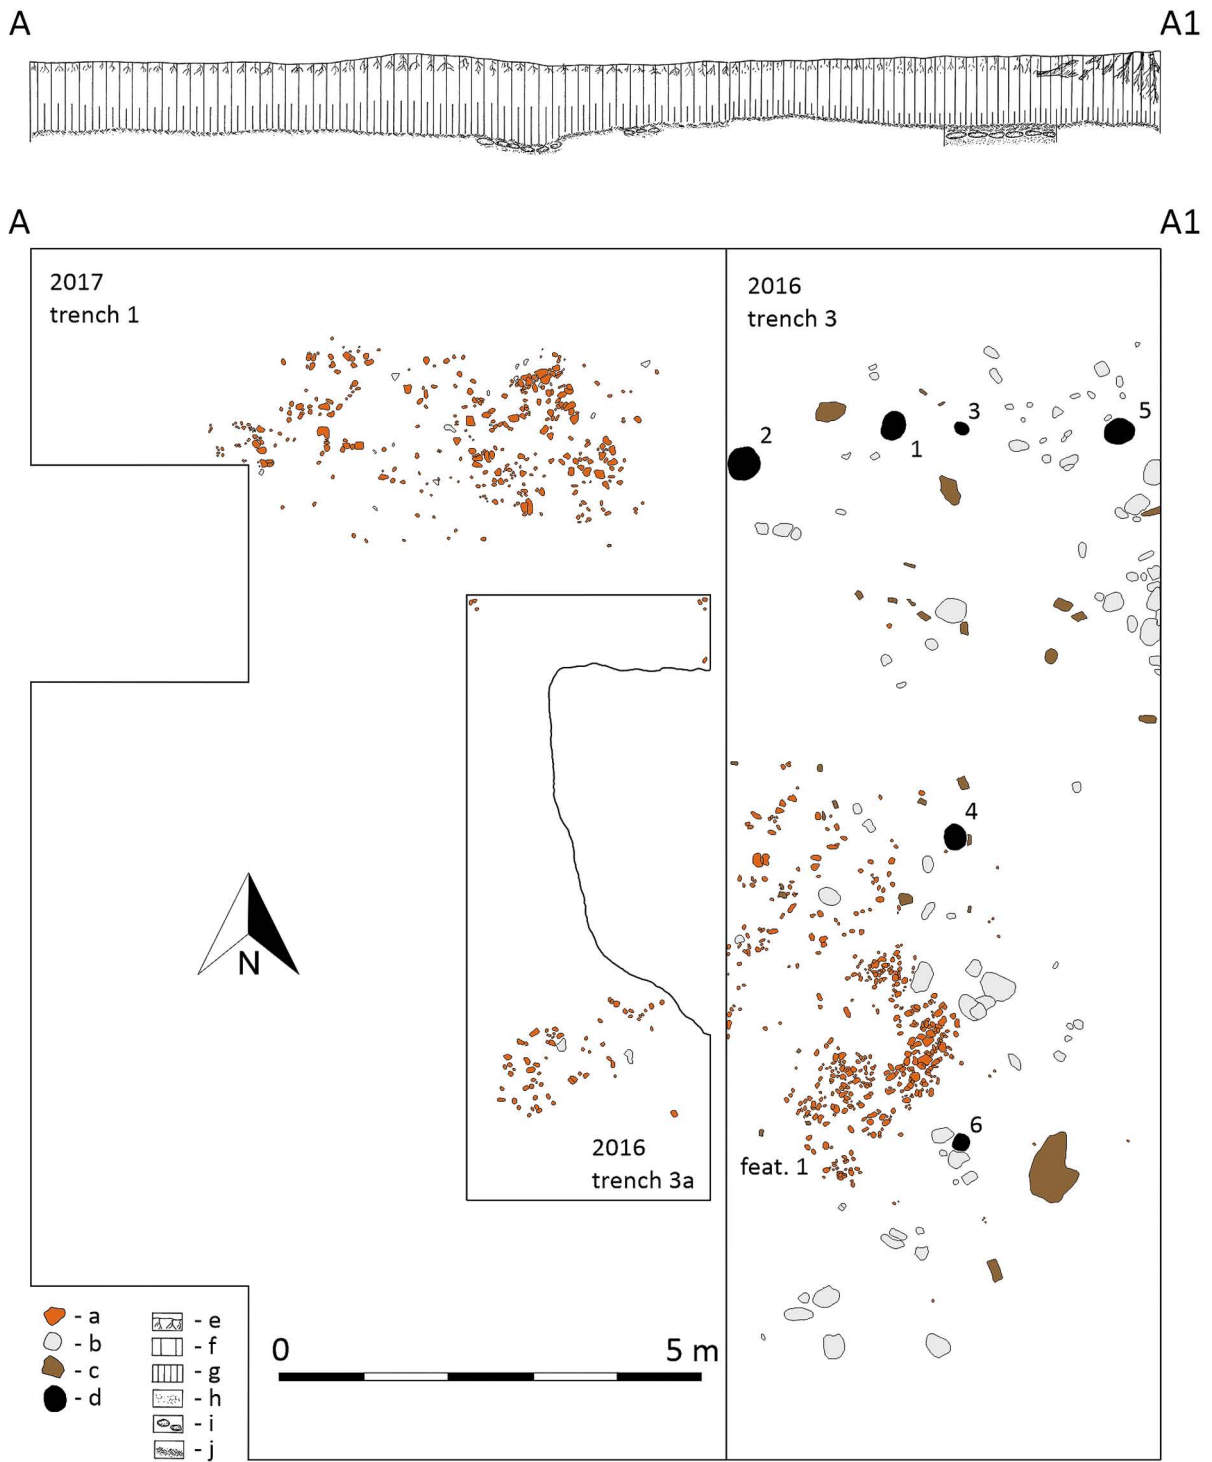 A
A1
A
A1
2017
trench 1
2016
trench 3
2
1
3
5
4
6
feat. 1
2016
trench 3a
N
- a
- b
- c
- d
- e
- f
- g
- h
- i
- j
0
5 m